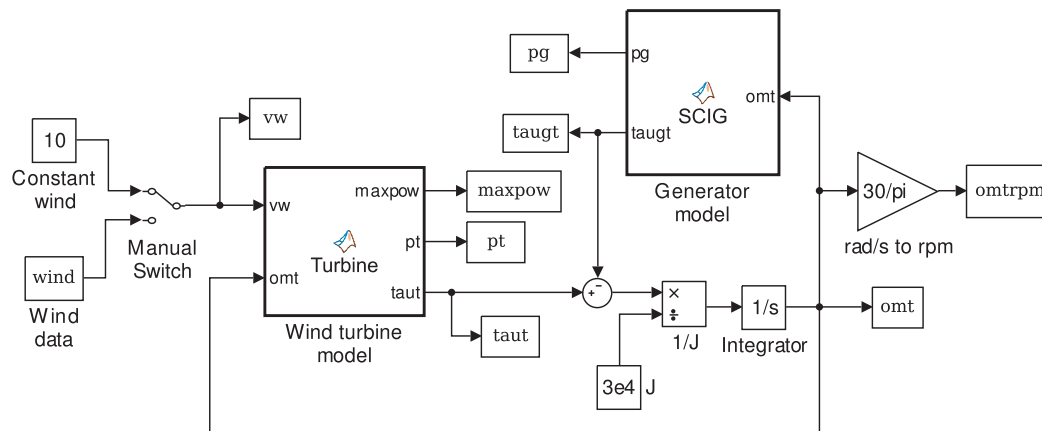 pg
pg
SCIG
omt
taugt
taugt
Generator
model
vw
10
Constant
wind
Manual
Switch
wind
Wind
data
vw
omt
Turbine
maxpow
pt
taut
Wind turbine
model
maxpow
pt
taut
+
−
×
÷
1/J
3e4
J
1/s
Integrator
30/pi
rad/s to rpm
omtrpm
omt